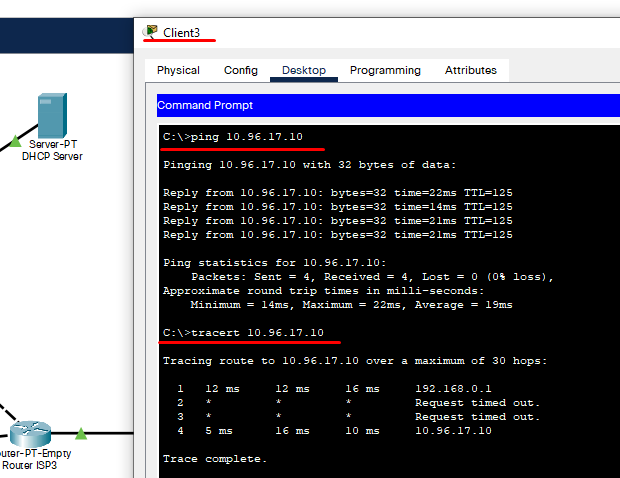 Client3
Physical Config Desktop Programming Attributes
Command Prompt
C:\>ping 10.96.17.10
Pinging 10.96.17.10 with 32 bytes of data:
Reply from 10.96.17.10: bytes=32 time=22ms TTL=125
Reply from 10.96.17.10: bytes=32 time=14ms TTL=125
Reply from 10.96.17.10: bytes=32 time=21ms TTL=125
Reply from 10.96.17.10: bytes=32 time=21ms TTL=125
Ping statistics for 10.96.17.10:
Packets: Sent = 4, Received = 4, Lost = 0 (0% loss),
Approximate round trip times in milli-seconds:
Minimum = 14ms, Maximum = 22ms, Average = 19ms
C:\>tracert 10.96.17.10
Tracing route to 10.96.17.10 over a maximum of 30 hops:
1 12 ms 12 ms 16 ms 192.168.0.1
2 * * * Request timed out.
3 * * * Request timed out.
4 5 ms 16 ms 10 ms 10.96.17.10
Trace complete.
Server-PT
DHCP Server
outer-PT-Empty
Router ISP3